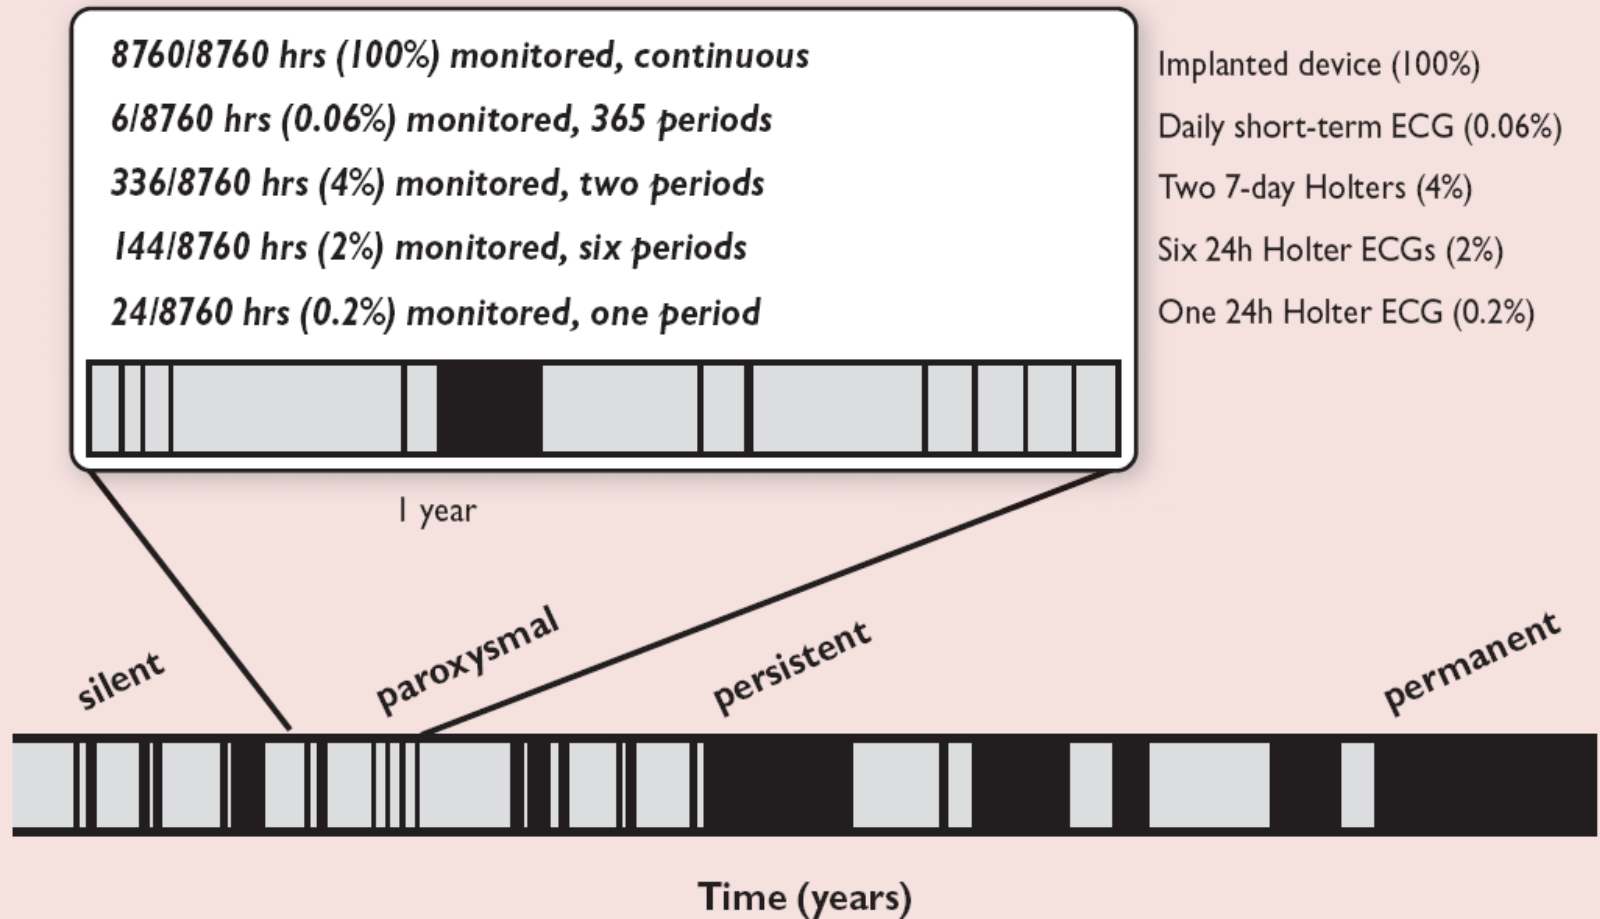 8760/8760 hrs (100%) monitored, continuous
6/8760 hrs (0.06%) monitored, 365 periods
336/8760 hrs (4%) monitored, two periods
144/8760 hrs (2%) monitored, six periods
24/8760 hrs (0.2%) monitored, one period
Implanted device (100%)
Daily short-term ECG (0.06%)
Two 7-day Holters (4%)
Six 24h Holter ECGs (2%)
One 24h Holter ECG (0.2%)
1 year
silent
paroxysmal
persistent
permanent
Time (years)